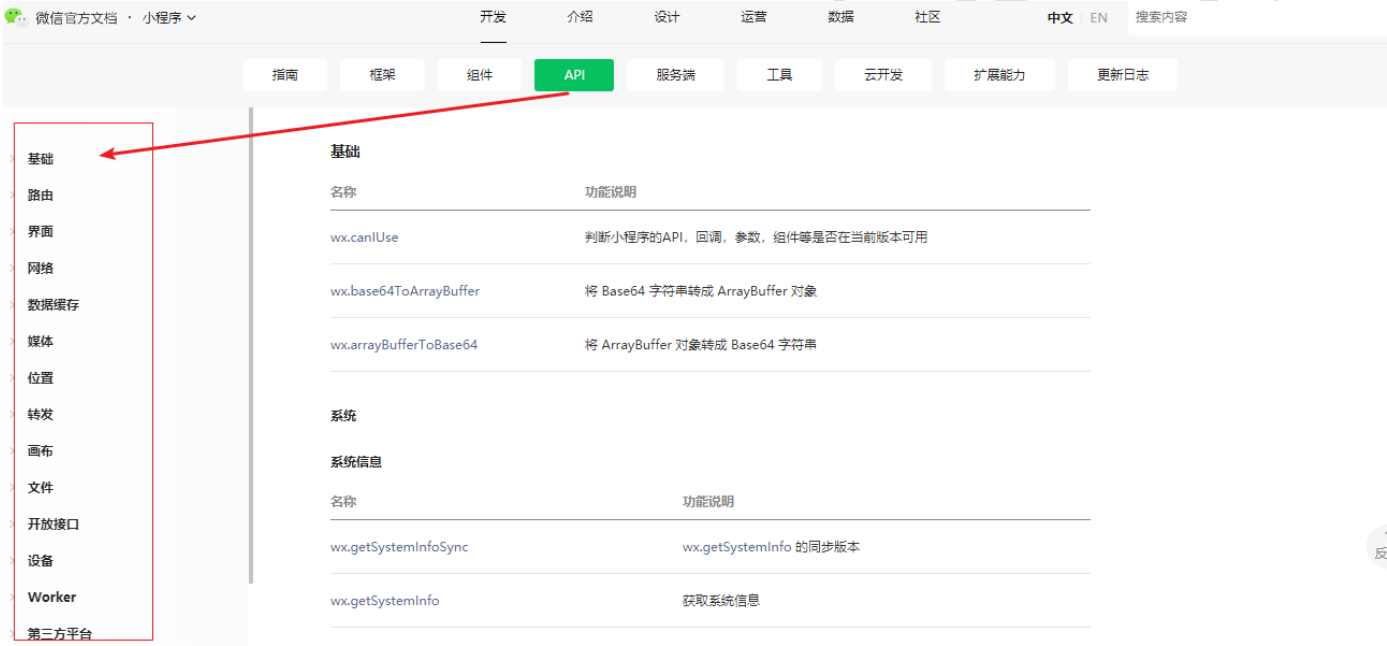 微信官方文档 · 小程序
开发 介绍 设计 运营 数据 社区 中文 EN 搜索内容
指南 框架 组件 API 服务端 工具 云开发 扩展能力 更新日志
基础
路由
界面
网络
数据缓存
媒体
位置
转发
画布
文件
开放接口
设备
Worker
第三方平台
基础
名称 功能说明
wx.canIUse 判断小程序的API，回调，参数，组件等是否在当前版本可用
wx.base64ToArrayBuffer 将 Base64 字符串转成 ArrayBuffer 对象
wx.arrayBufferToBase64 将 ArrayBuffer 对象转成 Base64 字符串
系统
系统信息
名称 功能说明
wx.getSystemInfoSync wx.getSystemInfo 的同步版本
wx.getSystemInfo 获取系统信息
反